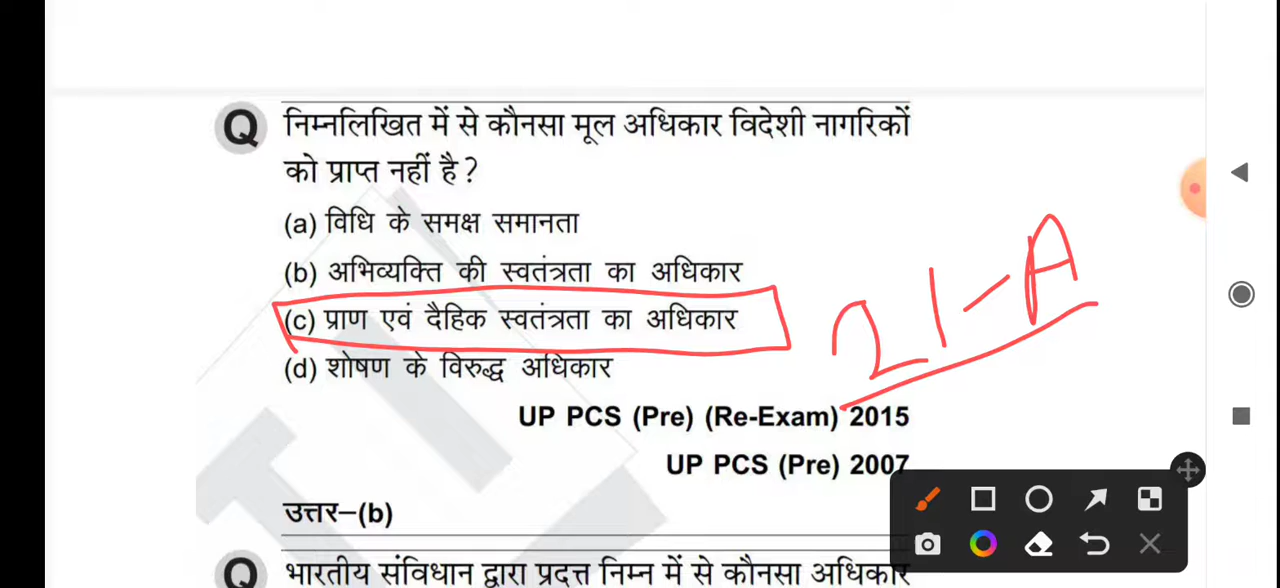 Q निम्नलिखित में से कौनसा मूल अधिकार विदेशी नागरिकों
को प्राप्त नहीं है ?
(a) विधि के समक्ष समानता
(b) अभिव्यक्ति की स्वतंत्रता का अधिकार
(c) प्राण एवं दैहिक स्वतंत्रता का अधिकार
21-A
(d) शोषण के विरुद्ध अधिकार
UP PCS (Pre) (Re-Exam) 2015
UP PCS (Pre) 2007
उत्तर–(b)
Q भारतीय संविधान द्वारा प्रदत्त निम्न में से कौनसा अधिकार